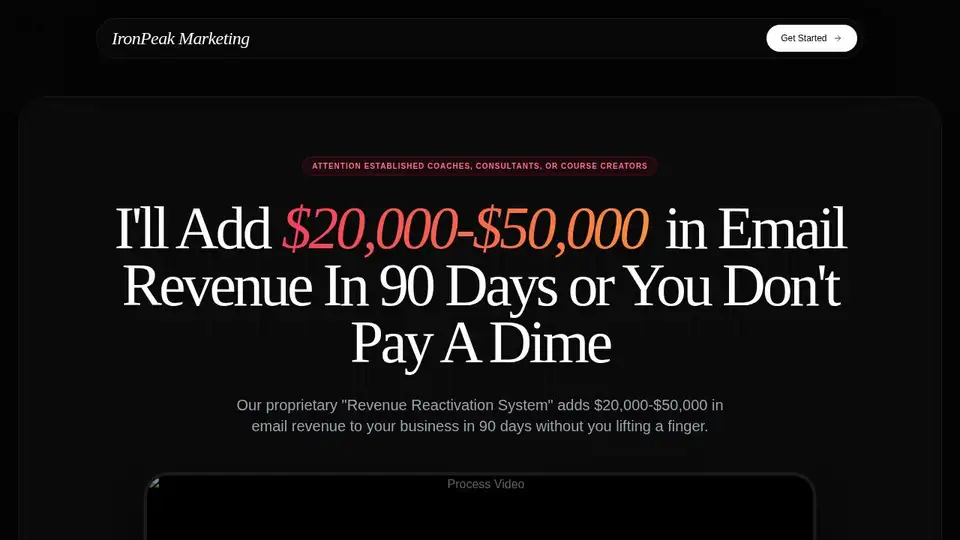 IronPeak Marketing
Get Started →
ATTENTION ESTABLISHED COACHES, CONSULTANTS, OR COURSE CREATORS
I'll Add $20,000-$50,000 in Email
Revenue In 90 Days or You Don't
Pay A Dime
Our proprietary "Revenue Reactivation System" adds $20,000-$50,000 in
email revenue to your business in 90 days without you lifting a finger.
Process Video